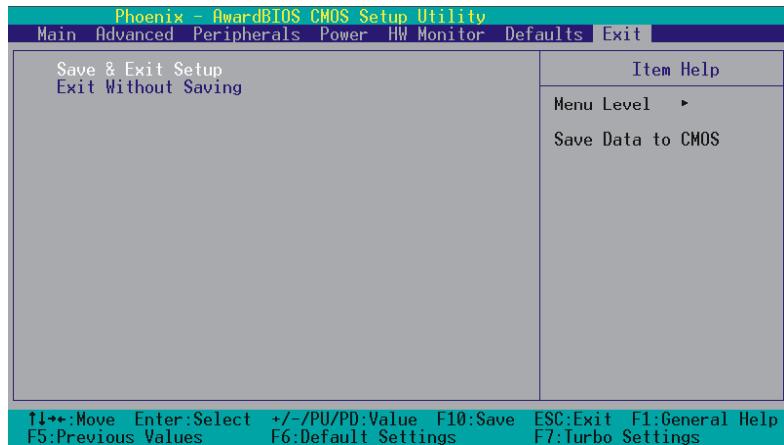 Phoenix - AwardBIOS CMOS Setup Utility
Main Advanced Peripherals Power HW Monitor Defaults Exit
Save & Exit Setup
Exit Without Saving
Item Help
Menu Level ▸
Save Data to CMOS
↑↓→←:Move Enter:Select +/-/PU/PD:Value F10:Save ESC:Exit F1:General Help
F5:Previous Values F6:Default Settings F7:Turbo Settings